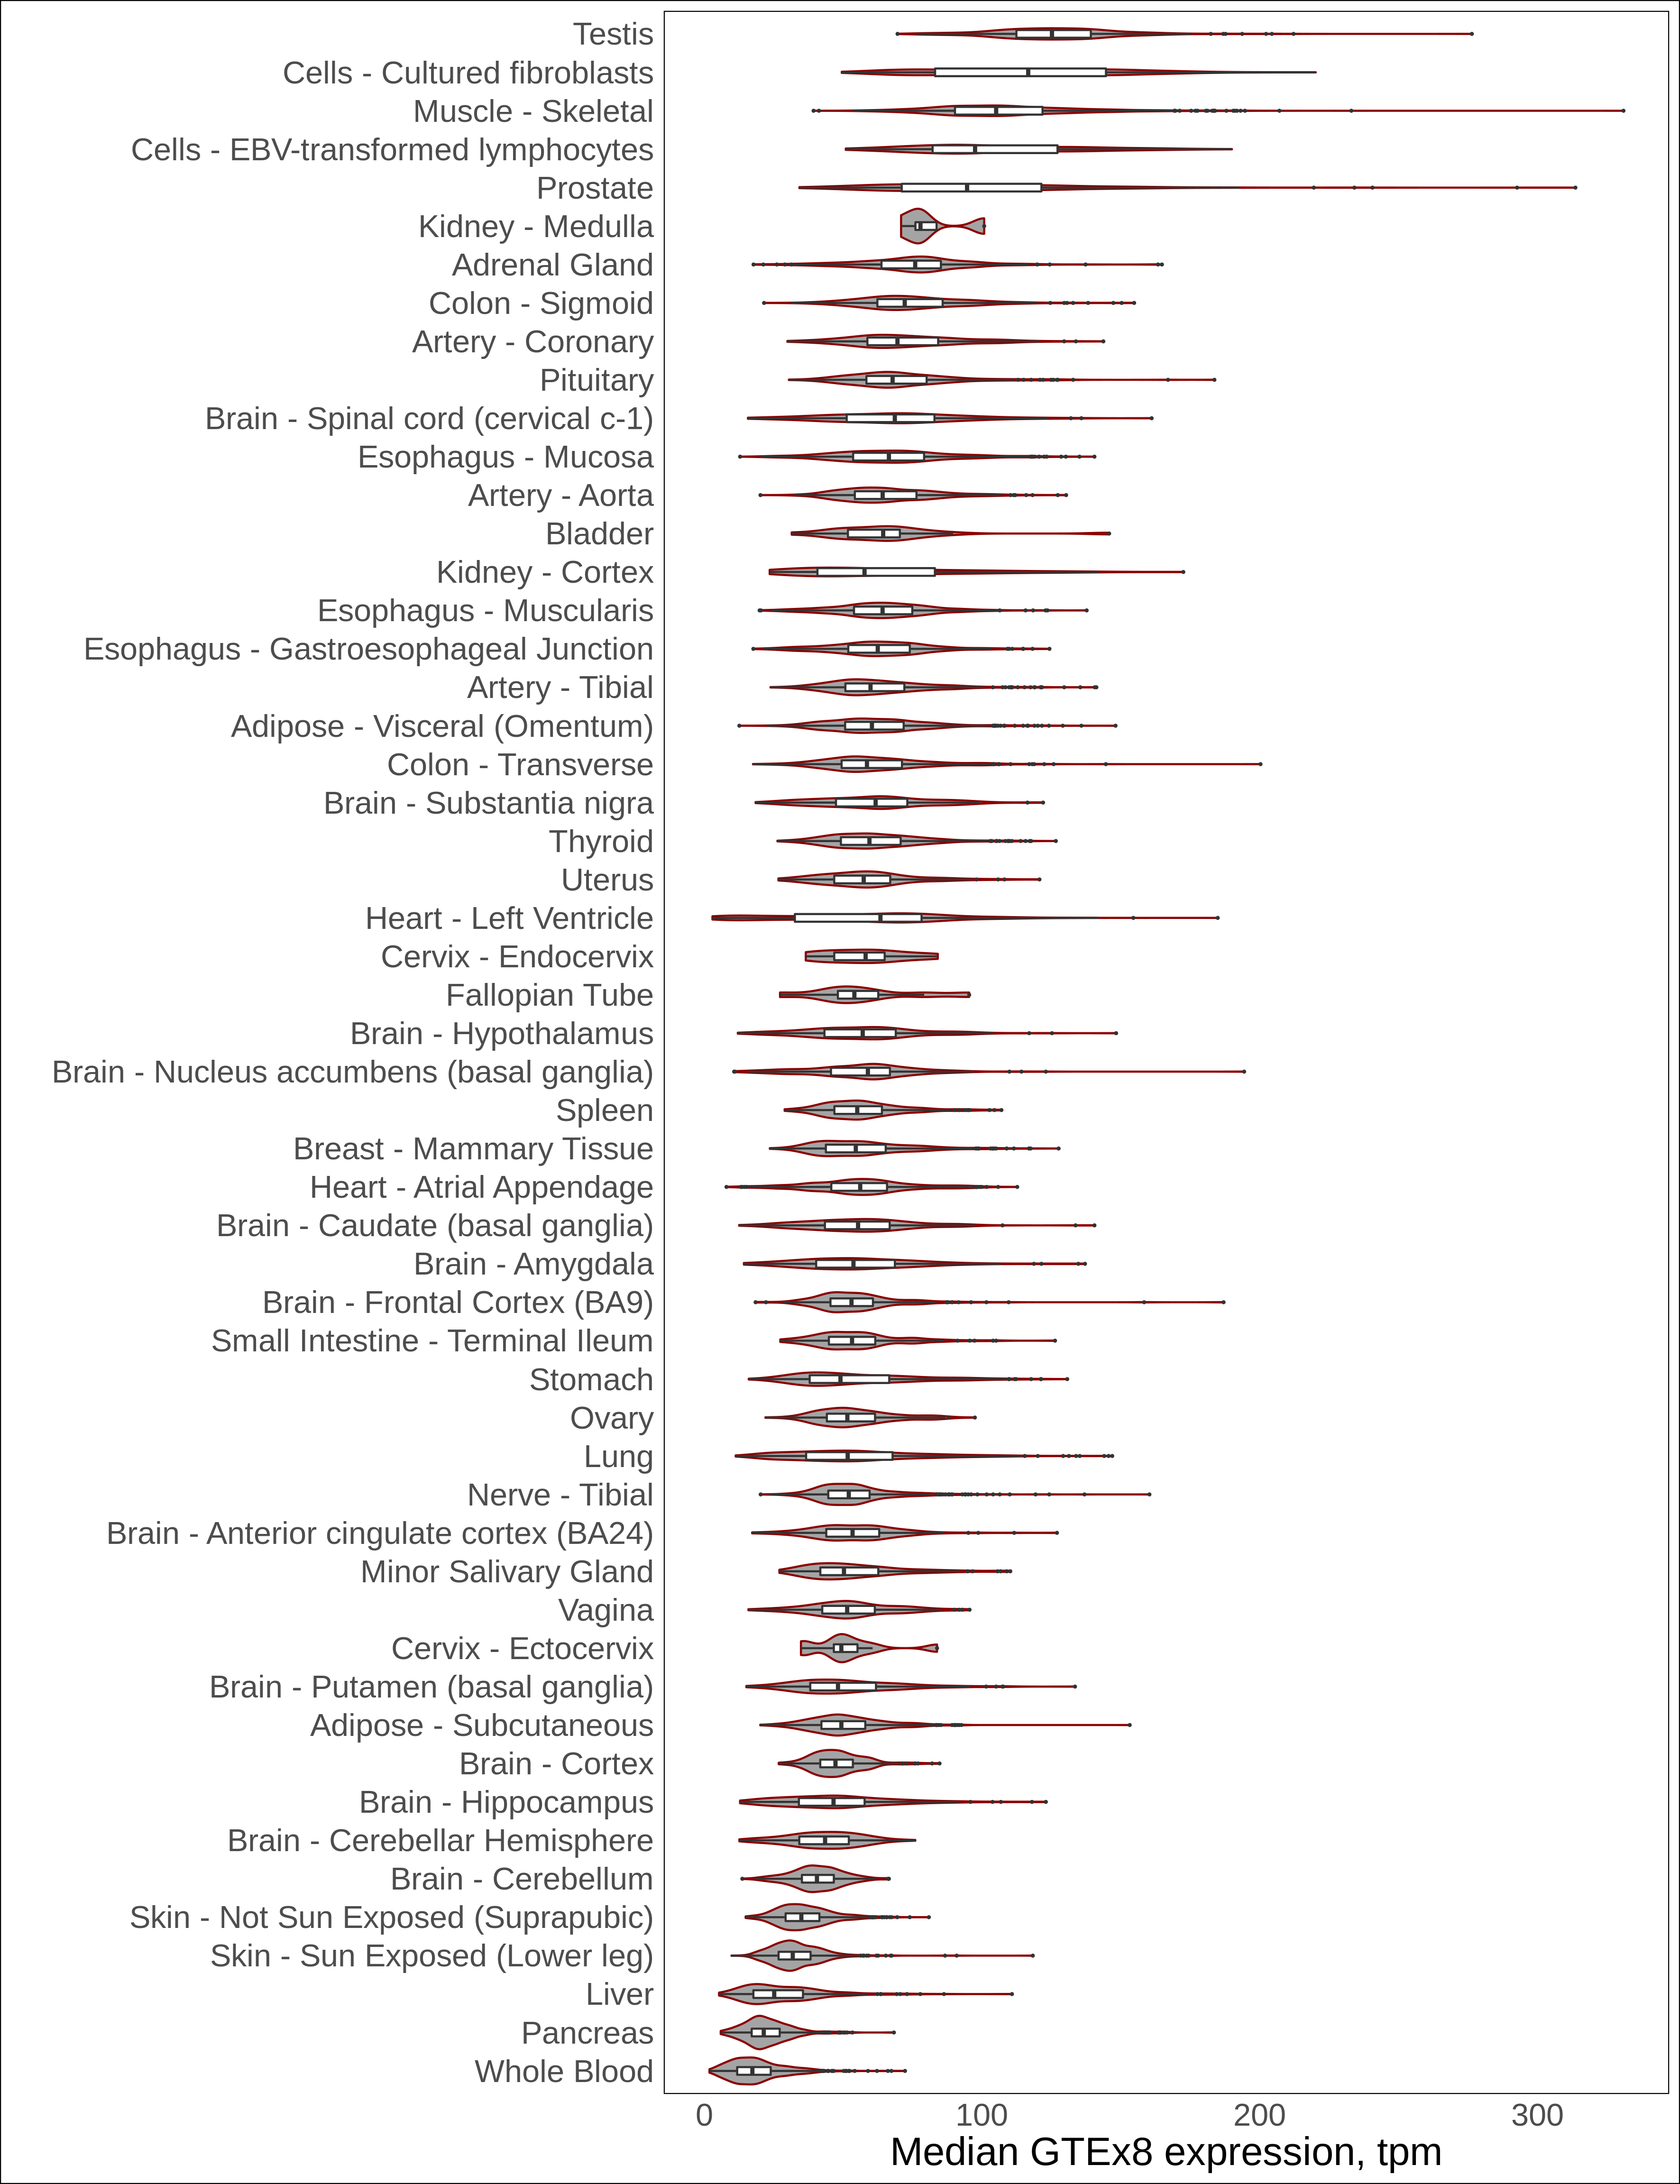 Testis
Cells - Cultured fibroblasts
Muscle - Skeletal
Cells - EBV-transformed lymphocytes
Prostate
Kidney - Medulla
Adrenal Gland
Colon - Sigmoid
Artery - Coronary
Pituitary
Brain - Spinal cord (cervical c-1)
Esophagus - Mucosa
Artery - Aorta
Bladder
Kidney - Cortex
Esophagus - Muscularis
Esophagus - Gastroesophageal Junction
Artery - Tibial
Adipose - Visceral (Omentum)
Colon - Transverse
Brain - Substantia nigra
Thyroid
Uterus
Heart - Left Ventricle
Cervix - Endocervix
Fallopian Tube
Brain - Hypothalamus
Brain - Nucleus accumbens (basal ganglia)
Spleen
Breast - Mammary Tissue
Heart - Atrial Appendage
Brain - Caudate (basal ganglia)
Brain - Amygdala
Brain - Frontal Cortex (BA9)
Small Intestine - Terminal Ileum
Stomach
Ovary
Lung
Nerve - Tibial
Brain - Anterior cingulate cortex (BA24)
Minor Salivary Gland
Vagina
Cervix - Ectocervix
Brain - Putamen (basal ganglia)
Adipose - Subcutaneous
Brain - Cortex
Brain - Hippocampus
Brain - Cerebellar Hemisphere
Brain - Cerebellum
Skin - Not Sun Exposed (Suprapubic)
Skin - Sun Exposed (Lower leg)
Liver
Pancreas
Whole Blood
0 100 200 300
Median GTEx8 expression, tpm